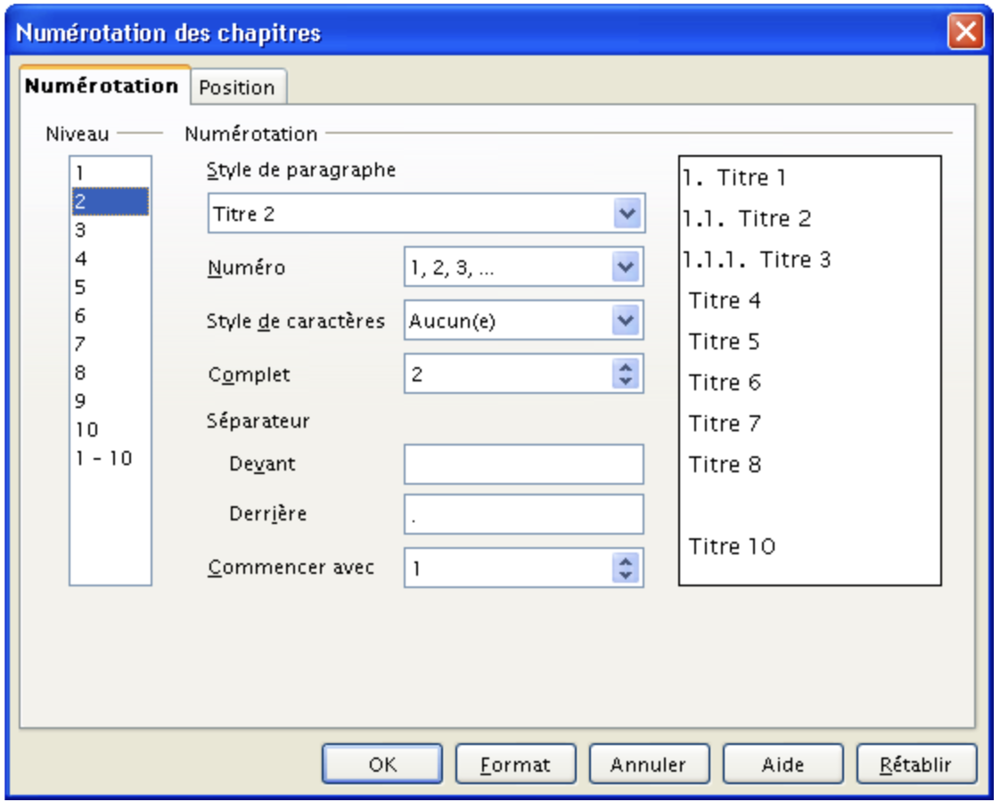 Numérotation des chapitres
Numérotation
Position
Niveau
1
2
3
4
5
6
7
8
9
10
1 - 10
Numérotation
Style de paragraphe
Titre 2
Numéro
1, 2, 3, ...
Style de caractères
Aucun(e)
Complet
2
Séparateur
Devant
Derrière
.
Commencer avec
1
1. Titre 1
1.1. Titre 2
1.1.1. Titre 3
Titre 4
Titre 5
Titre 6
Titre 7
Titre 8
Titre 10
OK
Format
Annuler
Aide
Rétablir